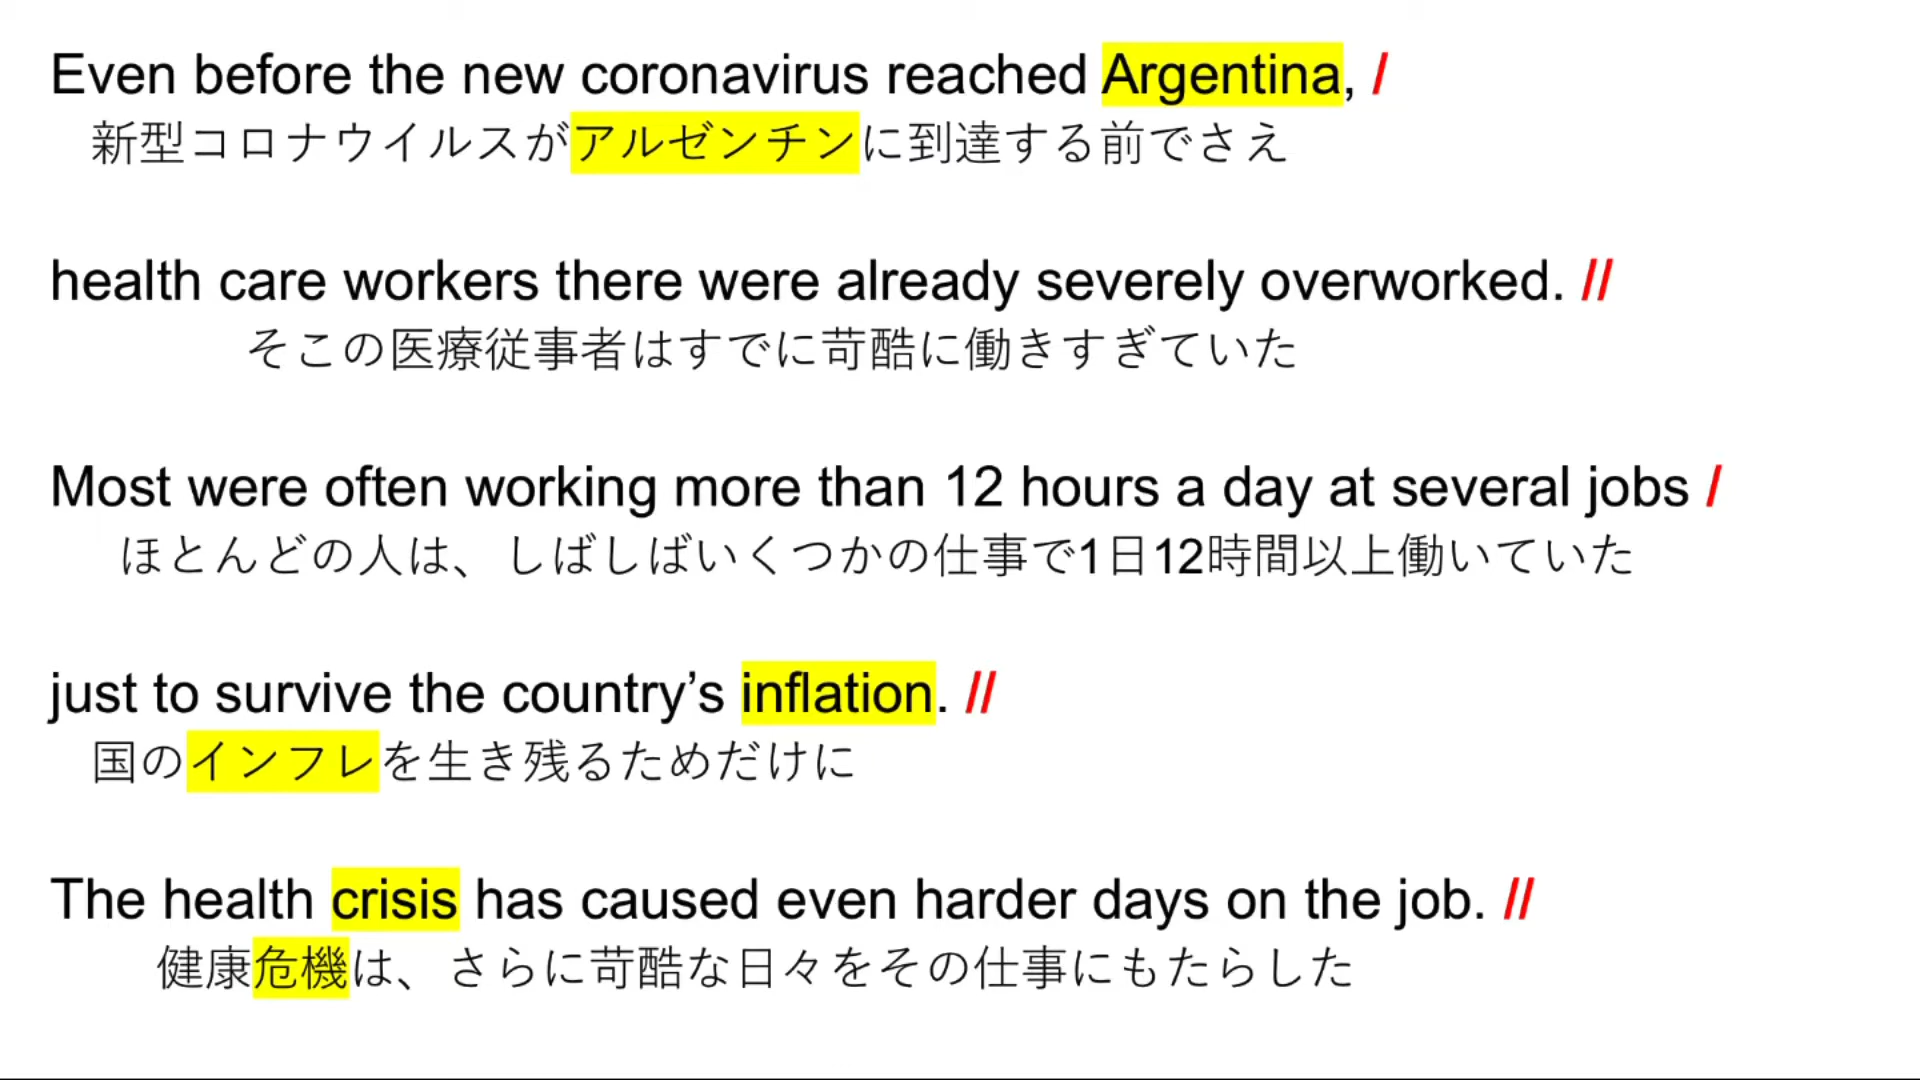 Even before the new coronavirus reached Argentina, /
新型コロナウイルスがアルゼンチンに到達する前でさえ
health care workers there were already severely overworked. //
そこの医療従事者はすでに苛酷に働きすぎていた
Most were often working more than 12 hours a day at several jobs /
ほとんどの人は、しばしばいくつかの仕事で1日12時間以上働いていた
just to survive the country’s inflation. //
国のインフレを生き残るためだけに
The health crisis has caused even harder days on the job. //
健康危機は、さらに苛酷な日々をその仕事にもたらした